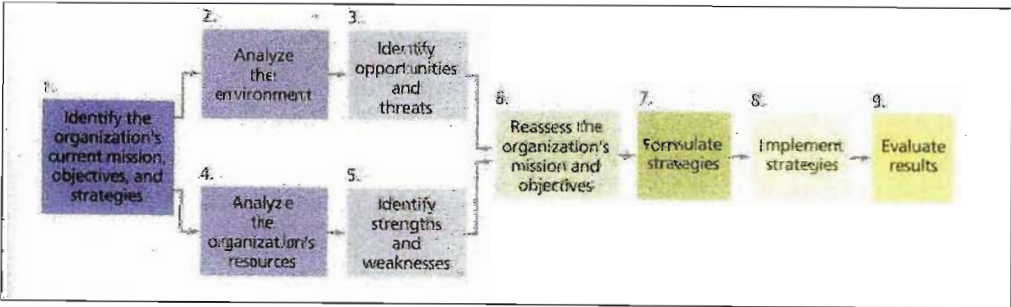 1.
Identify the
organization's
current mission,
objectives, and
strategies
2.
Analyze
the
environment
3.
Identify
opportunities
and
threats
4.
Analyze
the
organization's
resources
5.
Identify
strengths
and
weaknesses
6.
Reassess the
organization's
mission and
objectives
7.
Formulate
strategies
8.
Implement
strategies
9.
Evaluate
results